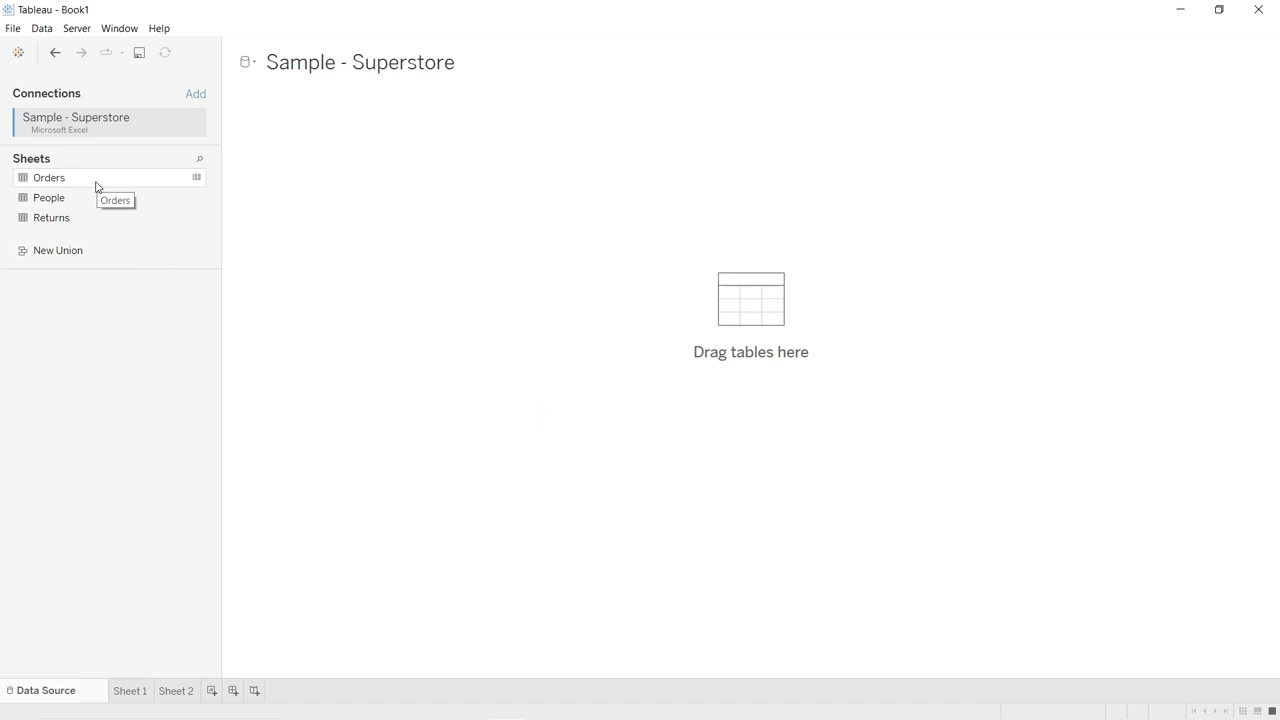 Tableau - Book1
File Data Server Window Help
Sample - Superstore
Connections Add
Sample - Superstore
Microsoft Excel
Sheets
Orders
Orders
People
Returns
New Union
Drag tables here
Data Source Sheet 1 Sheet 2